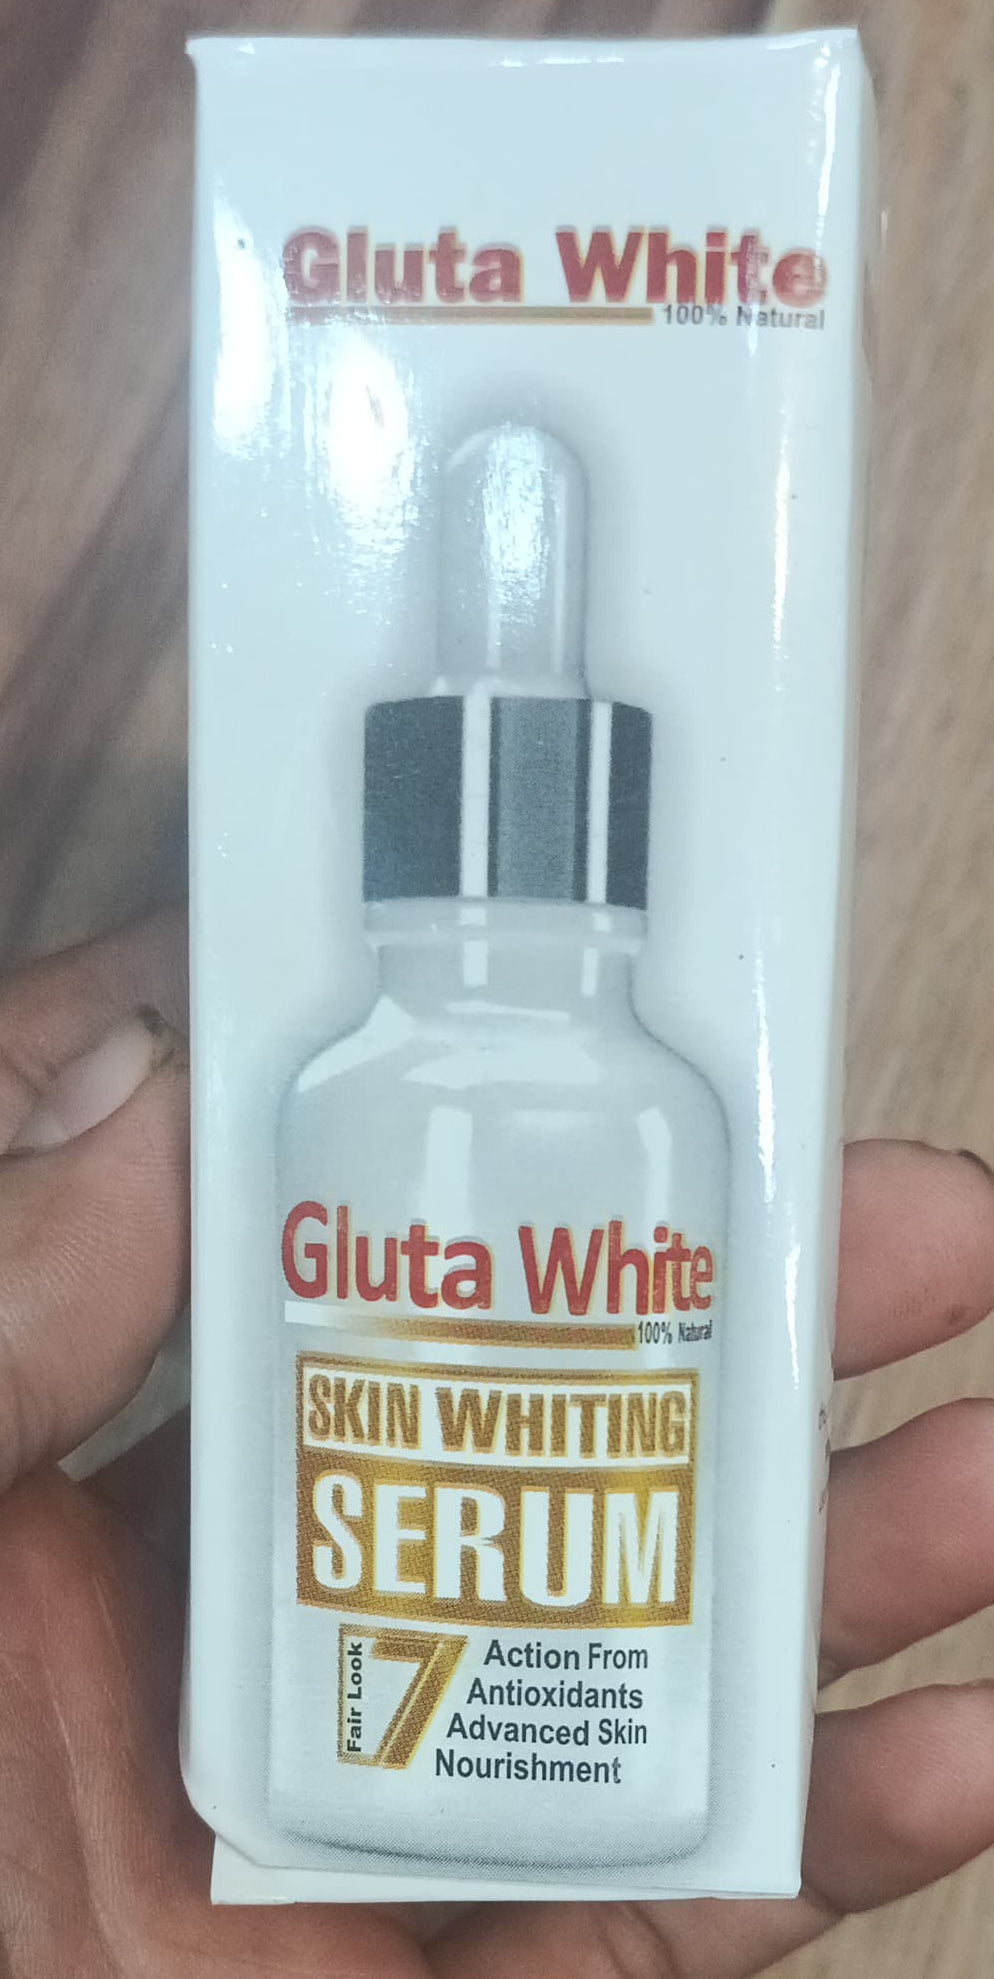 Gluta White
100% Natural
Gluta White
100% Natural
SKIN WHITING
SERUM
Fair Look
7
Action From
Antioxidants
Advanced Skin
Nourishment